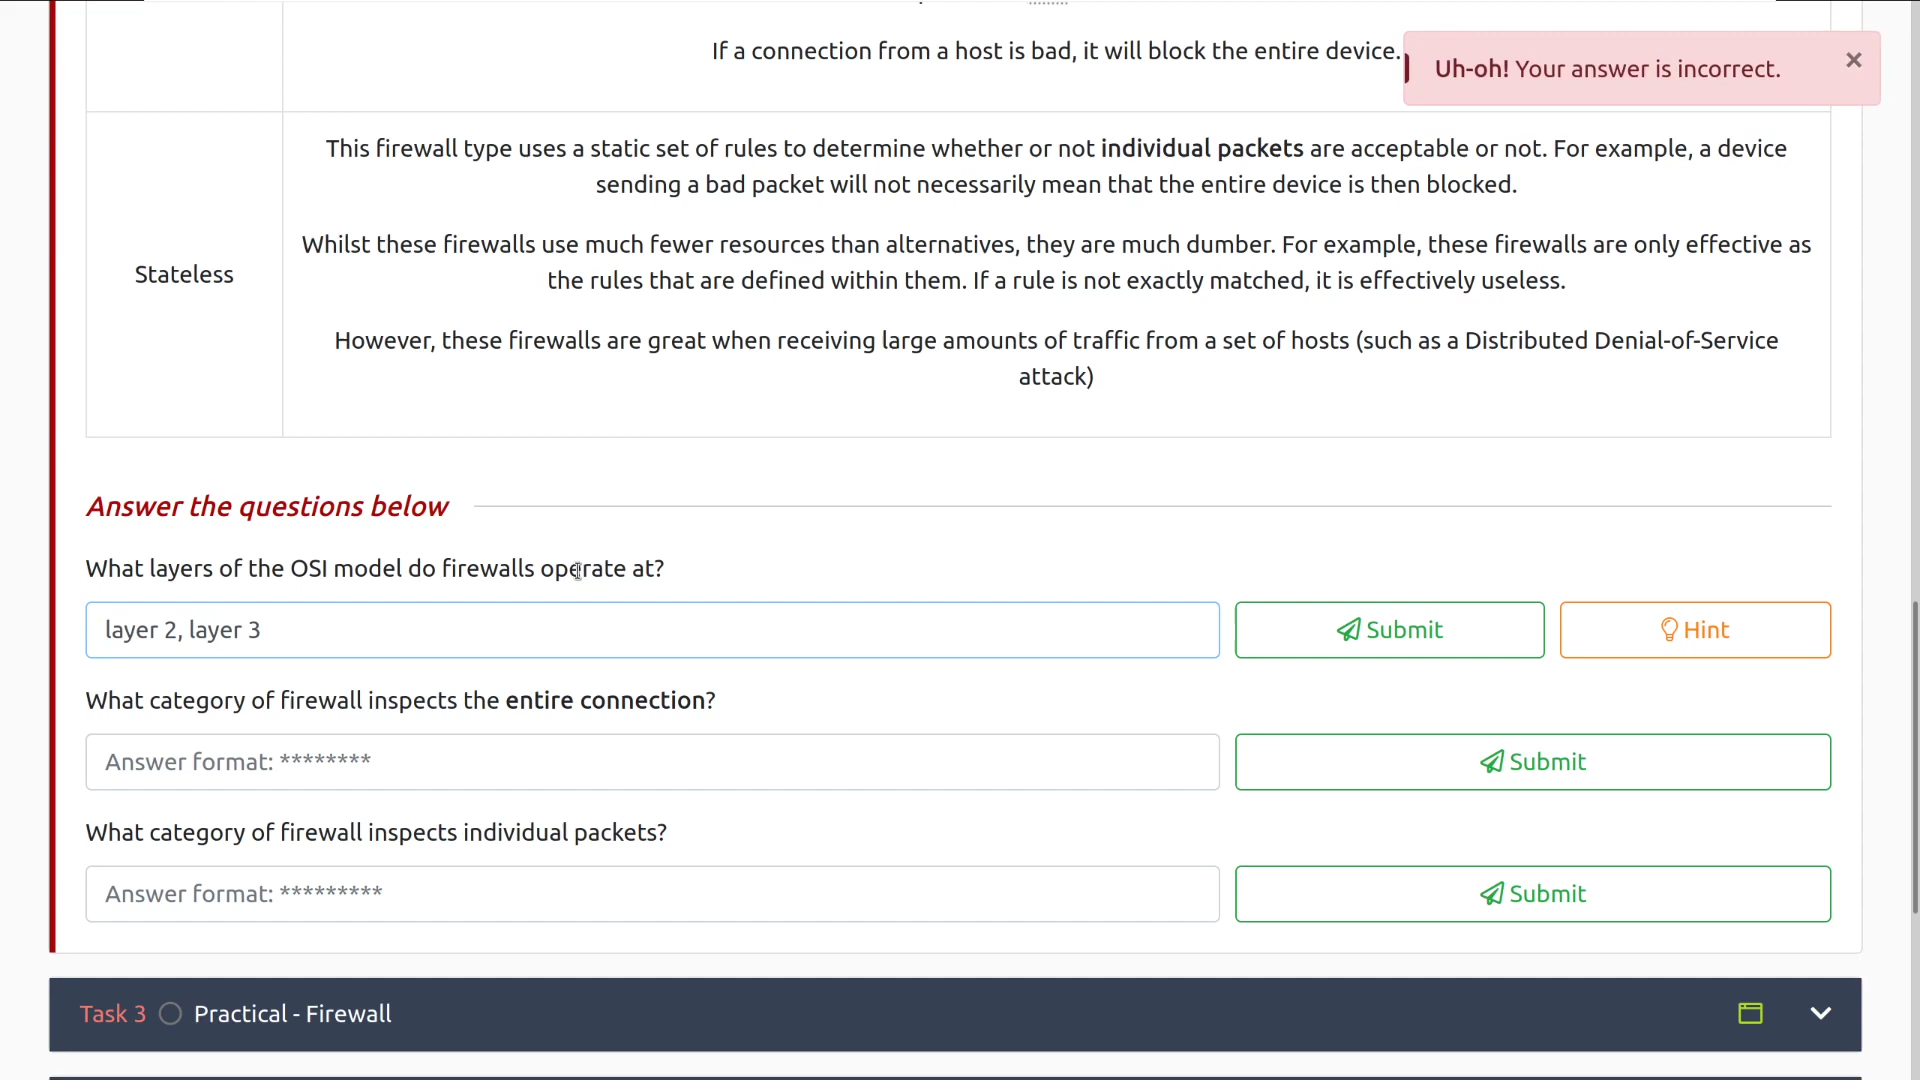 If a connection from a host is bad, it will block the entire device.
Uh-oh! Your answer is incorrect.
×
This firewall type uses a static set of rules to determine whether or not individual packets are acceptable or not. For example, a device
sending a bad packet will not necessarily mean that the entire device is then blocked.
Whilst these firewalls use much fewer resources than alternatives, they are much dumber. For example, these firewalls are only effective as
the rules that are defined within them. If a rule is not exactly matched, it is effectively useless.
Stateless
However, these firewalls are great when receiving large amounts of traffic from a set of hosts (such as a Distributed Denial-of-Service
attack)
Answer the questions below
What layers of the OSI model do firewalls operate at?
layer 2, layer 3
Submit
Hint
What category of firewall inspects the entire connection?
Answer format: ********
Submit
What category of firewall inspects individual packets?
Answer format: *********
Submit
Task 3 Practical - Firewall